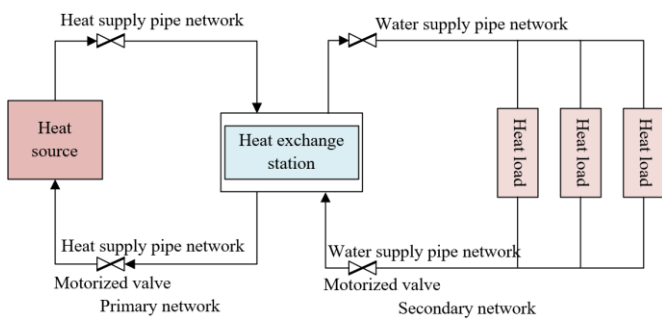 Heat supply pipe network
Water supply pipe network
Heat
source
Heat exchange
station
Heat load
Heat load
Heat load
Heat supply pipe network
Water supply pipe network
Motorized valve
Motorized valve
Primary network
Secondary network